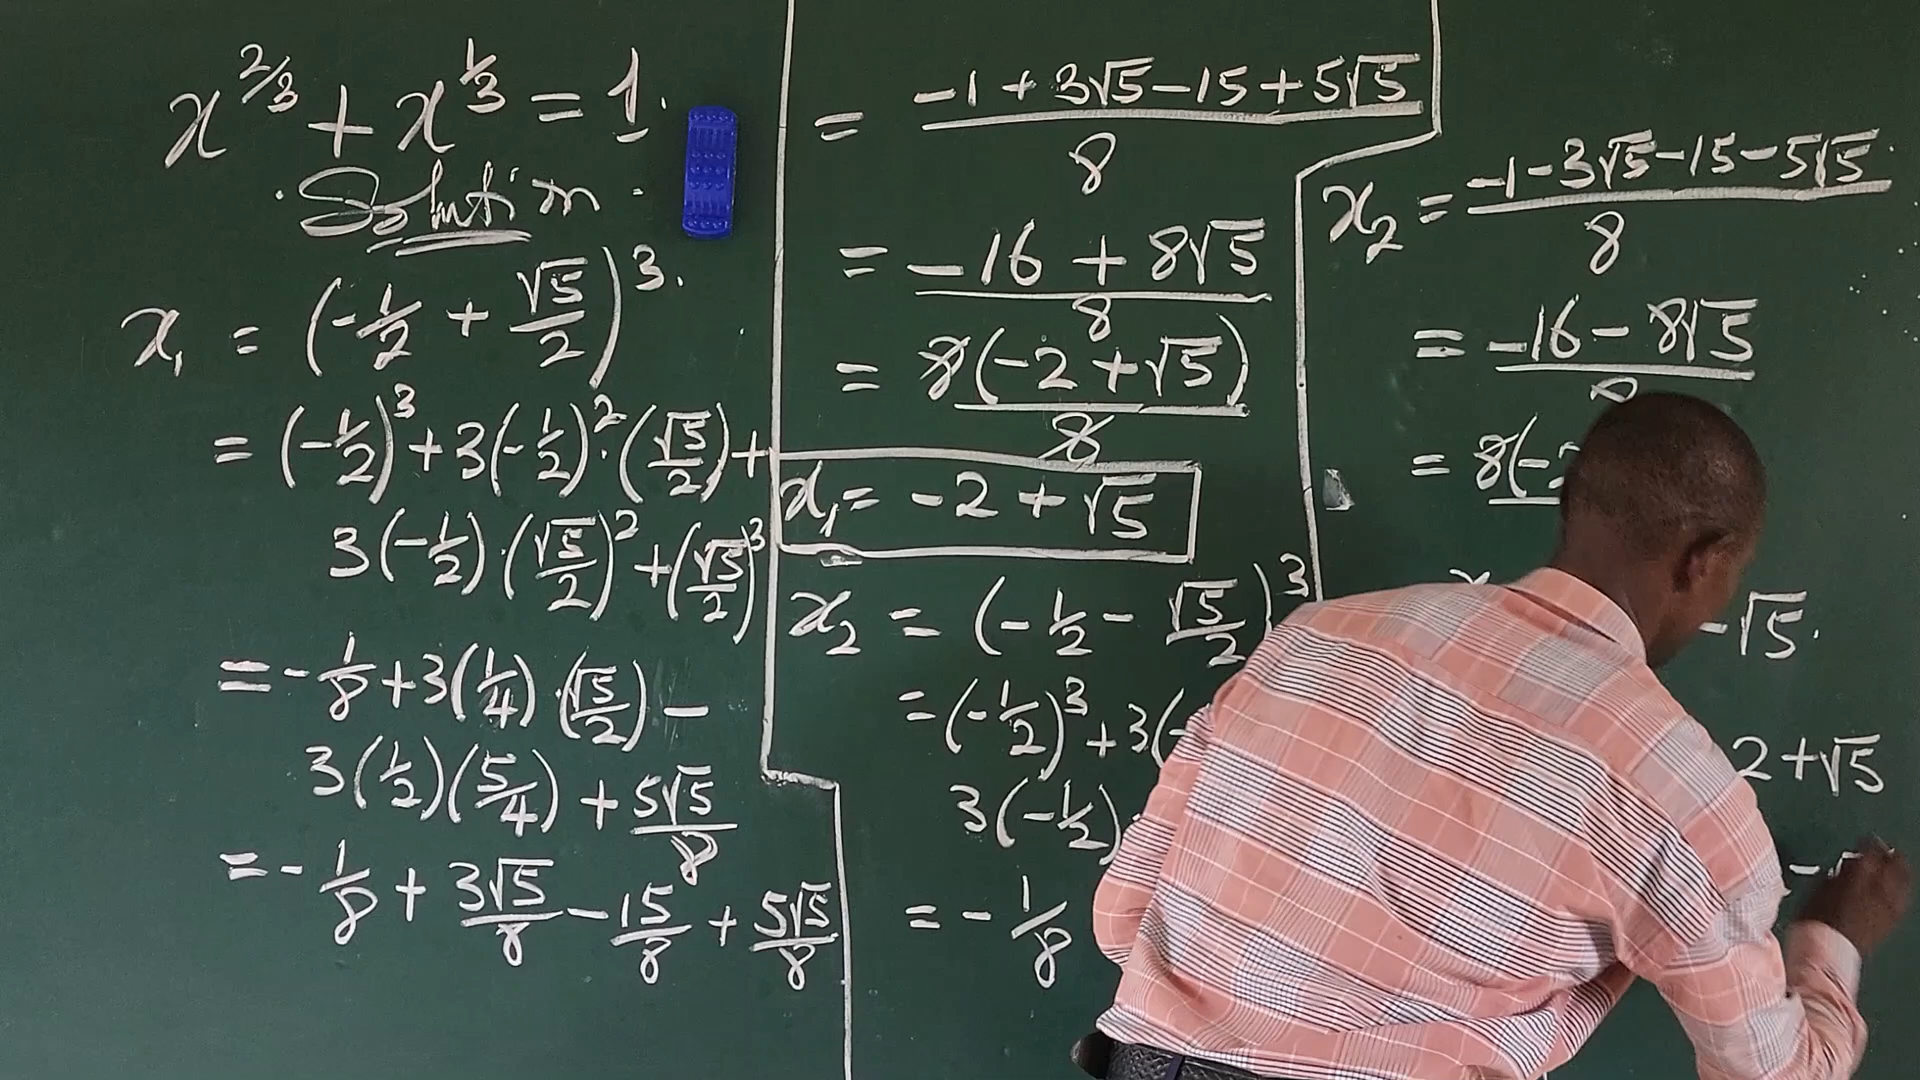 x^{2/3} + x^{1/3} = 1.
Solution
x₁ = (-1/2 + √5/2)^3.
= (-1/2)^3 + 3(-1/2)^2·(√5/2) +
3(-1/2)·(√5/2)^2 + (√5/2)^3
= -1/8 + 3(1/4)·(√5/2) -
3(1/2)(5/4) + 5√5/8
= -1/8 + 3√5/8 - 15/8 + 5√5/8
= (-1 + 3√5 - 15 + 5√5)/8
= (-16 + 8√5)/8
= 8(-2 + √5)/8
x₁ = -2 + √5
x₂ = (-1/2 - √5/2)^3
= (-1/2)^3 + 3(
3(-1/2)
= -1/8
x₂ = (-1 - 3√5 - 15 - 5√5)/8
= (-16 - 8√5)/8
= 8(-2
- √5.
2 + √5
-